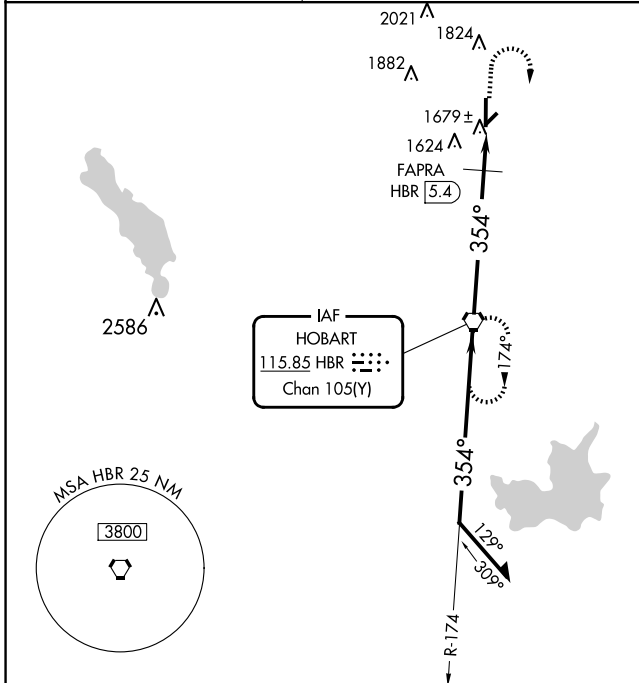 2021
1824
1882
1679 ±
1624
FAPRA
HBR 5.4
354°
2586
IAF
HOBART
115.85 HBR
Chan 105(Y)
174°
354°
MSA HBR 25 NM
3800
129°
309°
R-174